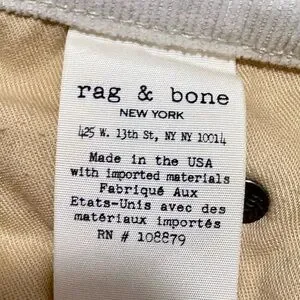 rag & bone
NEW YORK
425 W. 13th St, NY NY 10014
Made in the USA
with imported materials
Fabriqué Aux
Etats-Unis avec des
matériaux importés
RN # 108879